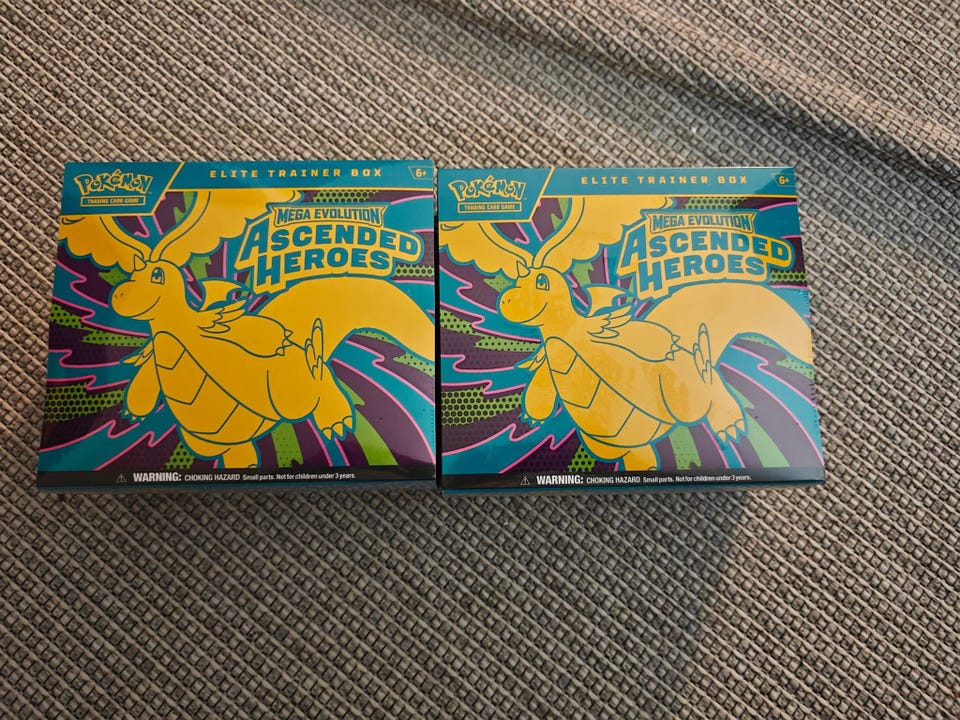 Pokémon
TRADING CARD GAME
ELITE TRAINER BOX
6+
MEGA EVOLUTION
ASCENDED
HEROES
WARNING: CHOKING HAZARD Small parts. Not for children under 3 years.
Pokémon
TRADING CARD GAME
ELITE TRAINER BOX
6+
MEGA EVOLUTION
ASCENDED
HEROES
WARNING: CHOKING HAZARD Small parts. Not for children under 3 years.